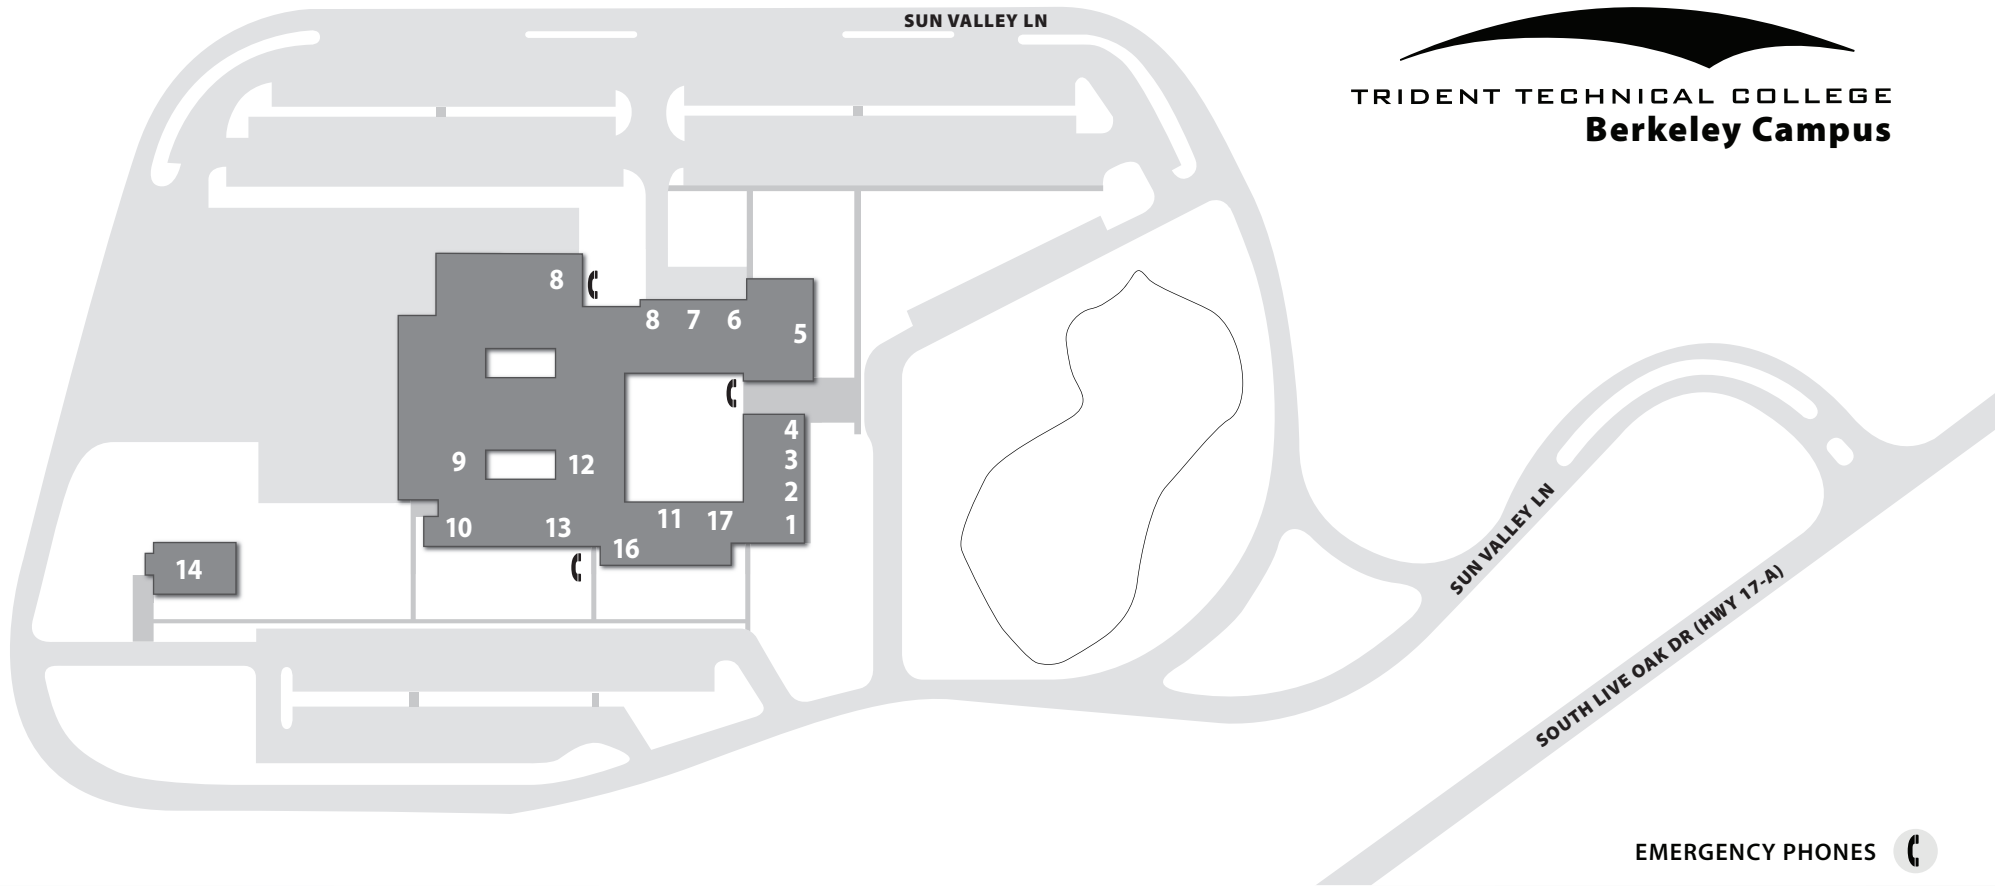 SUN VALLEY LN
TRIDENT TECHNICAL COLLEGE
Berkeley Campus
8
8 7 6
5
4
3
2
1
9
12
10
13
11
17
16
14
SUN VALLEY LN
SOUTH LIVE OAK DR (HWY 17-A)
EMERGENCY PHONES